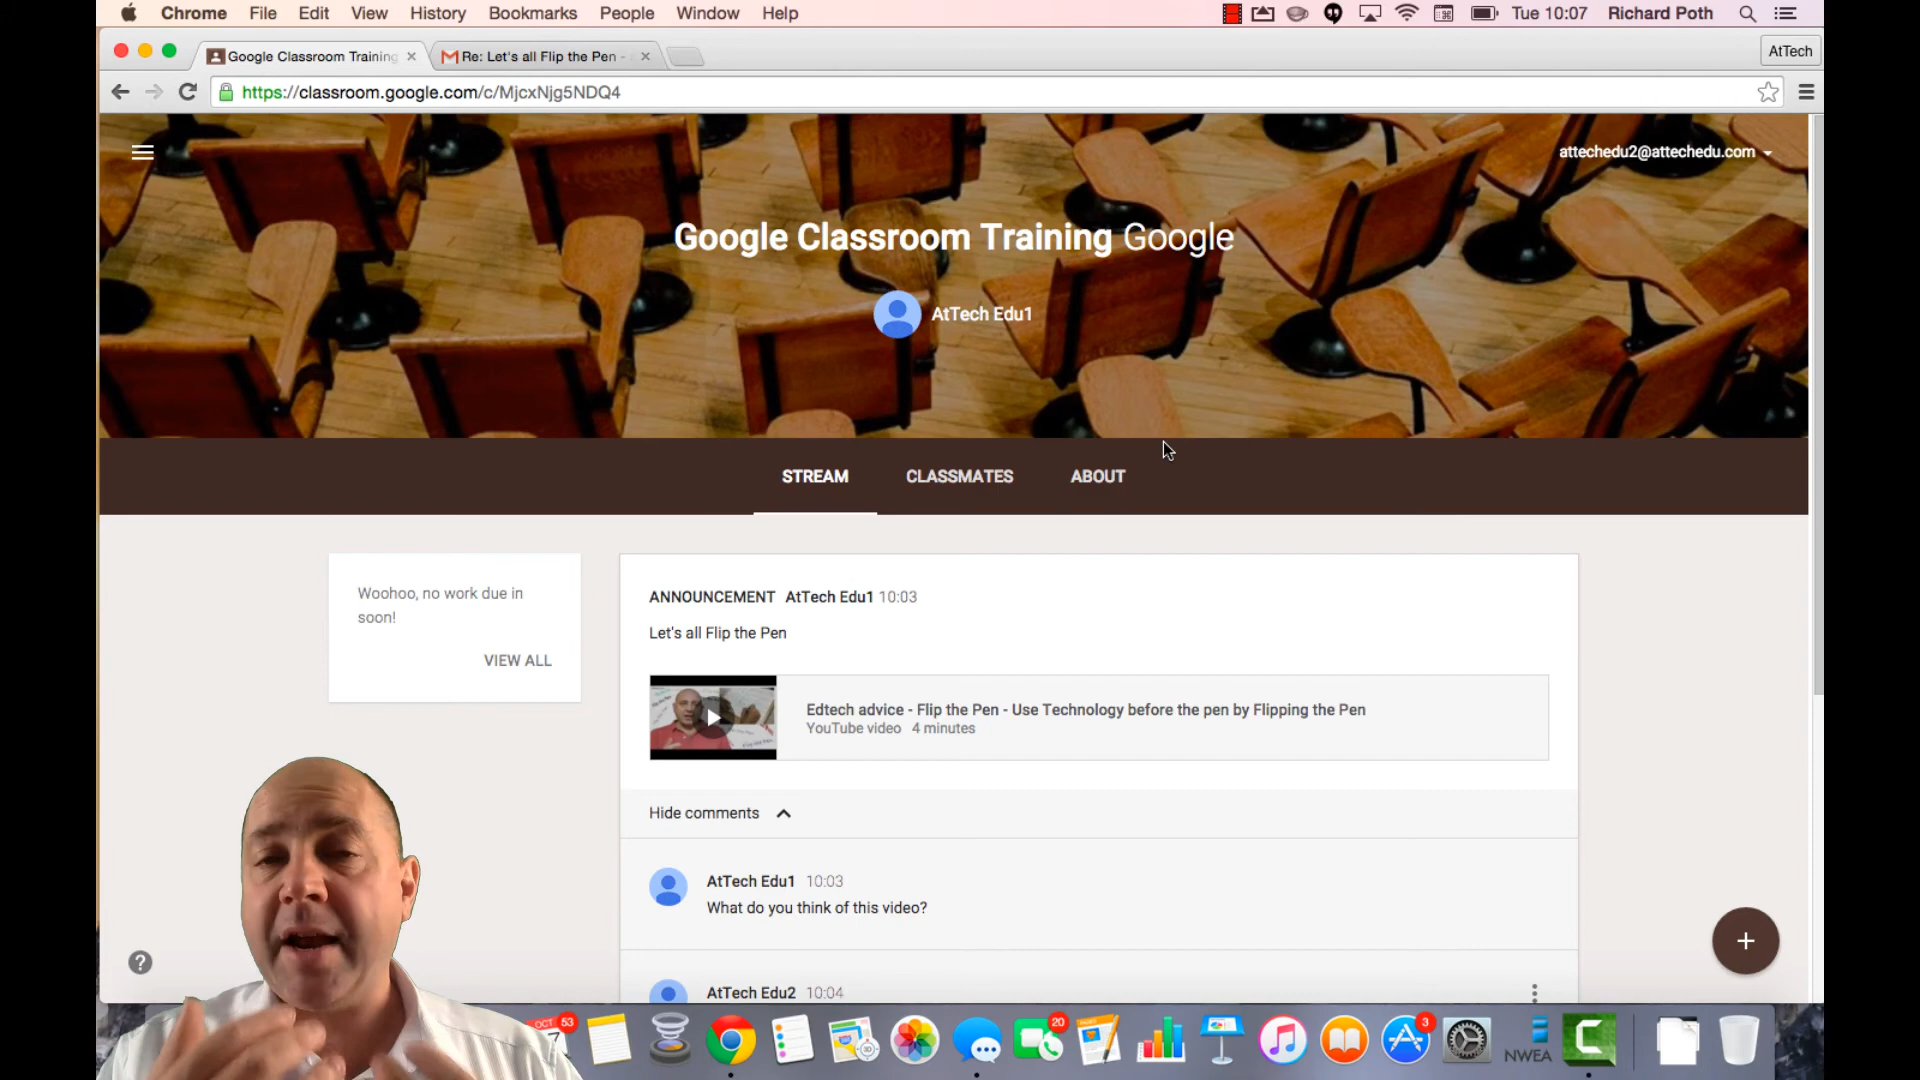 Chrome File Edit View History Bookmarks People Window Help Tue 10:07 Richard Poth
Google Classroom Training Re: Let's all Flip the Pen - AtTech
https://classroom.google.com/c/MjcxNjg5NDQ4
attechedu2@attechedu.com
Google Classroom Training Google
AtTech Edu1
STREAM CLASSMATES ABOUT
Woohoo, no work due in
soon!
VIEW ALL
ANNOUNCEMENT AtTech Edu1 10:03
Let's all Flip the Pen
Edtech advice - Flip the Pen - Use Technology before the pen by Flipping the Pen
YouTube video 4 minutes
Hide comments
AtTech Edu1 10:03
What do you think of this video?
AtTech Edu2 10:04
+
?
OCT 53 20 3
7
NWEA